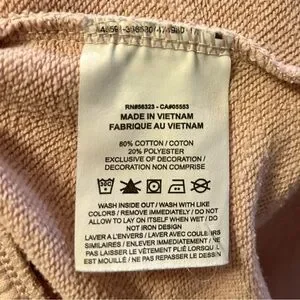 RN#56323 - CA#05553
MADE IN VIETNAM
FABRIQUE AU VIETNAM
80% COTTON / COTON
20% POLYESTER
EXCLUSIVE OF DECORATION /
DECORATION NON COMPRISE
WASH INSIDE OUT / WASH WITH LIKE
COLORS / REMOVE IMMEDIATELY / DO NOT
ALLOW TO LAY ON ITSELF WHEN WET / DO
NOT IRON DESIGN
LAVER A L'ENVERS / LAVER AVEC COULEURS
SIMILAIRES / ENLEVER IMMEDIATEMENT / NE
PAS LAISSER LE VÊTEMENT PLIÉ LORSQU'IL
EST MOUILLÉ / NE PAS REPASSER LE DESSIN